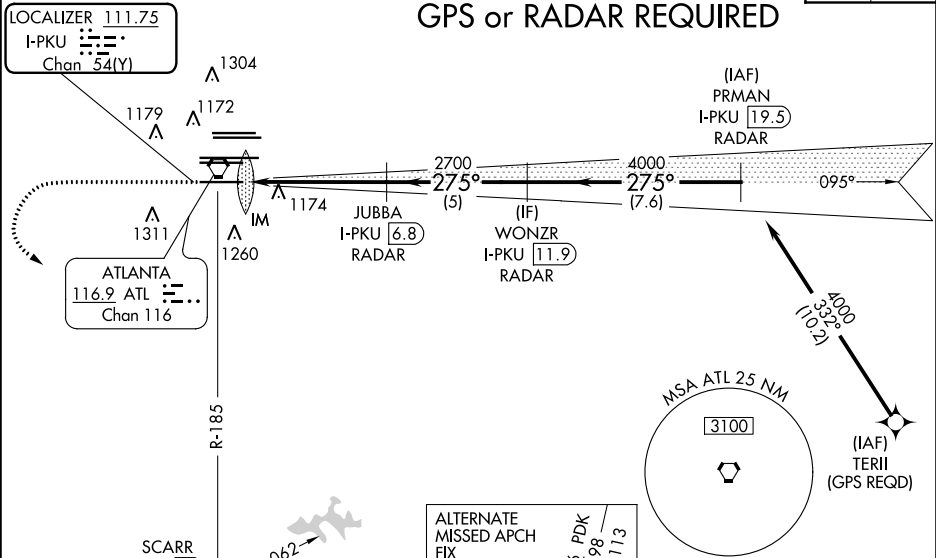 GPS or RADAR REQUIRED
LOCALIZER 111.75
I-PKU
Chan 54(Y)
1304
1179
1172
(IAF)
PRMAN
I-PKU 19.5
RADAR
2700
275°
(5)
4000
275°
(7.6)
095°
IM
1174
1311
1260
JUBBA
I-PKU 6.8
RADAR
(IF)
WONZR
I-PKU 11.9
RADAR
ATLANTA
116.9 ATL
Chan 116
4000
332°
(10.2)
R-185
MSA ATL 25 NM
3100
(IAF)
TERII
(GPS REQD)
SCARR
062
ALTERNATE
MISSED APCH
FIX
PDK
98
113